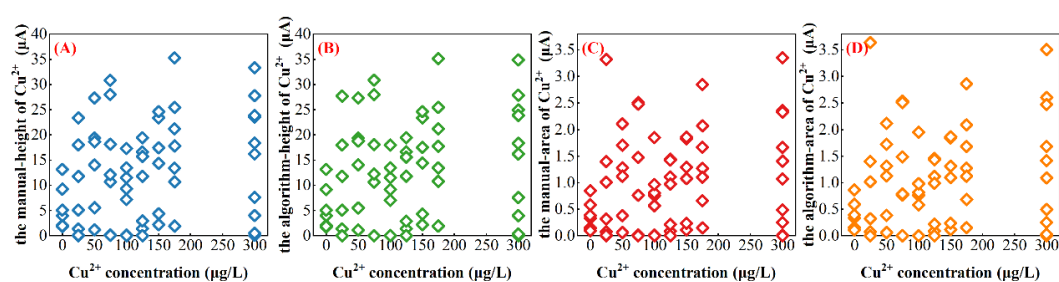 (A)
the manual-height of Cu²⁺ (μA)
40
35
30
25
20
15
10
5
0
0 50 100 150 200 250 300
Cu²⁺ concentration (μg/L)
(B)
the algorithm-height of Cu²⁺ (μA)
40
35
30
25
20
15
10
5
0
0 50 100 150 200 250 300
Cu²⁺ concentration (μg/L)
(C)
the manual-area of Cu²⁺ (μA)
3.5
3.0
2.5
2.0
1.5
1.0
0.5
0.0
0 50 100 150 200 250 300
Cu²⁺ concentration (μg/L)
(D)
the algorithm-area of Cu²⁺ (μA)
3.5
3.0
2.5
2.0
1.5
1.0
0.5
0.0
0 50 100 150 200 250 300
Cu²⁺ concentration (μg/L)